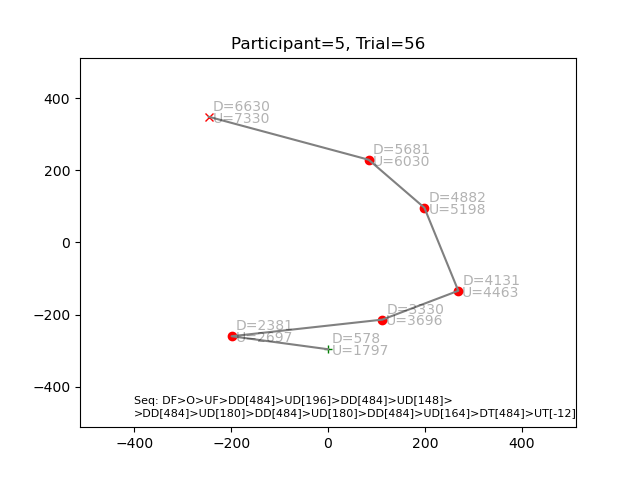 Participant=5, Trial=56
D=6630
U=7330
D=5681
U=6030
D=4882
U=5198
D=4131
U=4463
D=3330
U=3696
D=2381
U=2697
D=578
U=1797
Seq: DF>O>UF>DD[484]>UD[196]>DD[484]>UD[148]>
>DD[484]>UD[180]>DD[484]>UD[180]>DD[484]>UD[164]>DT[484]>UT[-12]
400
200
0
−200
−400
−400 −200 0 200 400